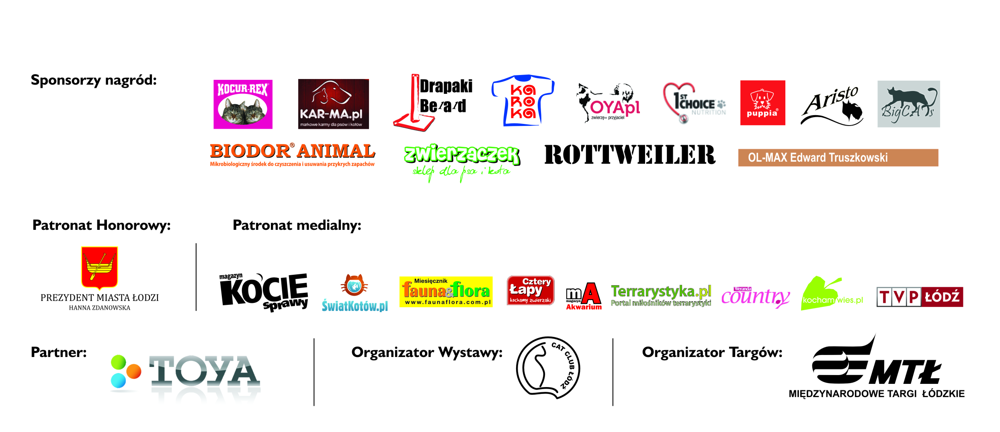 Sponsorzy nagród:
KOCUR-REX
KAR-MA.pl
markowe karmy dla psów i kotów
Drapaki
Be/a/d
KA
RO
KA
OYApl
zwierzę= przyjaciel
1ST CHOICE
NUTRITION
puppia®
Aristo
BigCATs
BIODOR® ANIMAL
Mikrobiologiczny środek do czyszczenia i usuwania przykrych zapachów
zwierzaczek
sklep dla psa i kota
ROTTWEILER
OL-MAX Edward Truszkowski
Patronat Honorowy:
PREZYDENT MIASTA ŁODZI
HANNA ZDANOWSKA
Patronat medialny:
magazyn
KOCIE
sprawy
ŚwiatKotów.pl
Miesięcznik
fauna&flora
www.faunaflora.com.pl
Cztery
Łapy
kochamy zwierzaki
mA
magazyn
Akwarium
Terrarystyka.pl
Portal miłośników terrarystyki
Weranda
country
kochamwies.pl
TVP ŁÓDŹ
Partner:
TOYA
Organizator Wystawy:
CAT CLUB ŁÓDŹ
Organizator Targów:
MTŁ
MIĘDZYNARODOWE TARGI ŁÓDZKIE